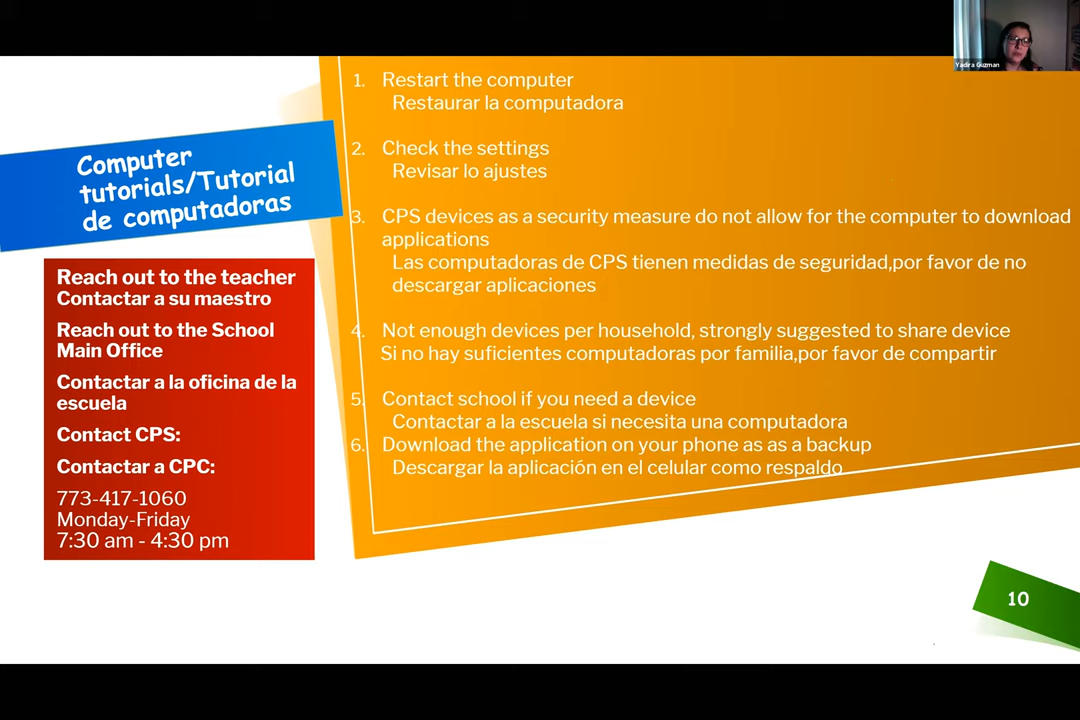 Yadira Guzman
Computer
tutorials/Tutorial
de computadoras
Reach out to the teacher
Contactar a su maestro
Reach out to the School
Main Office
Contactar a la oficina de la
escuela
Contact CPS:
Contactar a CPC:
773-417-1060
Monday-Friday
7:30 am - 4:30 pm
1. Restart the computer
Restaurar la computadora
2. Check the settings
Revisar lo ajustes
3. CPS devices as a security measure do not allow for the computer to download
applications
Las computadoras de CPS tienen medidas de seguridad,por favor de no
descargar aplicaciones
4. Not enough devices per household, strongly suggested to share device
Si no hay suficientes computadoras por familia,por favor de compartir
5. Contact school if you need a device
Contactar a la escuela si necesita una computadora
6. Download the application on your phone as as a backup
Descargar la aplicación en el celular como respaldo
10